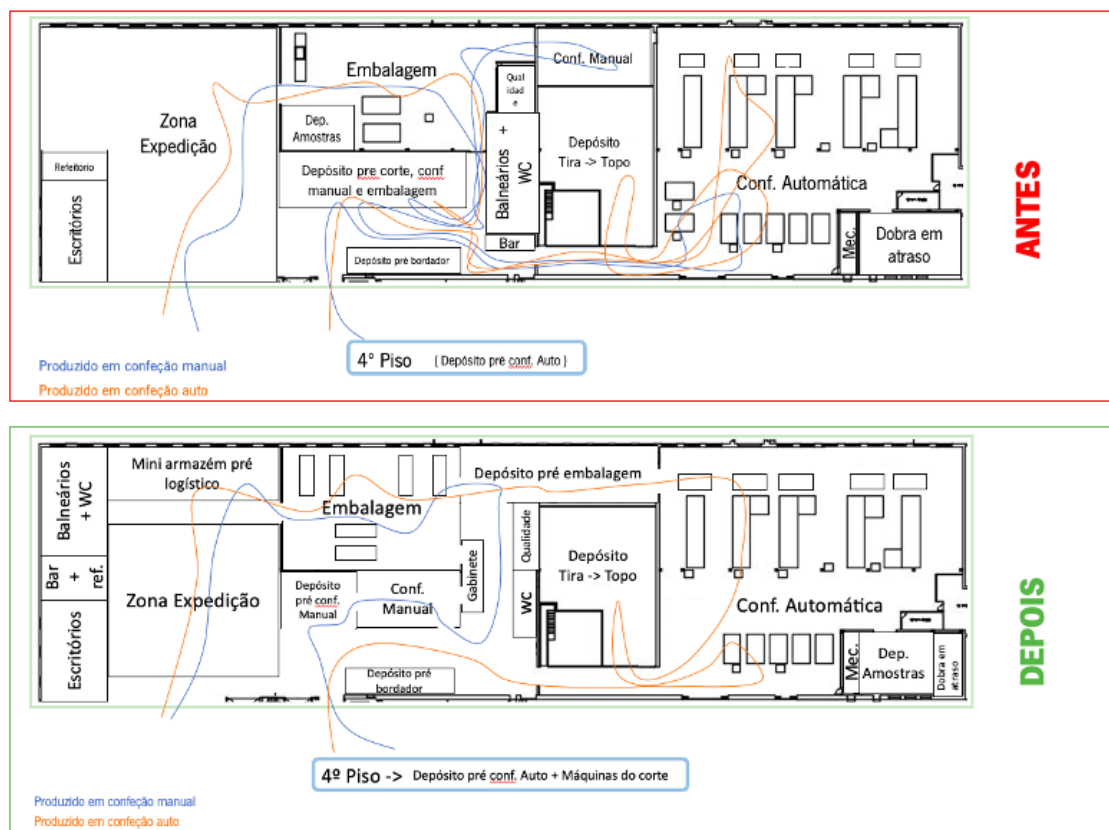 Embalagem
Conf. Manual
Qual
idad
e
Zona
Expedição
Dep.
Amostras
Balneários +
WC
Depósito
Tira -> Topo
Refeitório
Depósito pre corte, conf
manual e embalagem
Conf. Automática
Escritórios
Bar
Depósito pré bordador
Mec.
Dobra em
atraso
ANTES
4° Piso ( Depósito pré conf. Auto )
Produzido em confeção manual
Produzido em confeção auto
Balneários
+ WC
Mini armazém pré
logístico
Depósito pré embalagem
Embalagem
Qualidade
Bar
+
ref.
Zona Expedição
Depósito
pré conf.
Manual
Conf.
Manual
Gabinete
WC
Depósito
Tira -> Topo
Conf. Automática
Escritórios
Depósito pré
bordador
Mec.
Dep.
Amostras
Dobra em
atraso
DEPOIS
4º Piso -> Depósito pré conf. Auto + Máquinas do corte
Produzido em confeção manual
Produzido em confeção auto